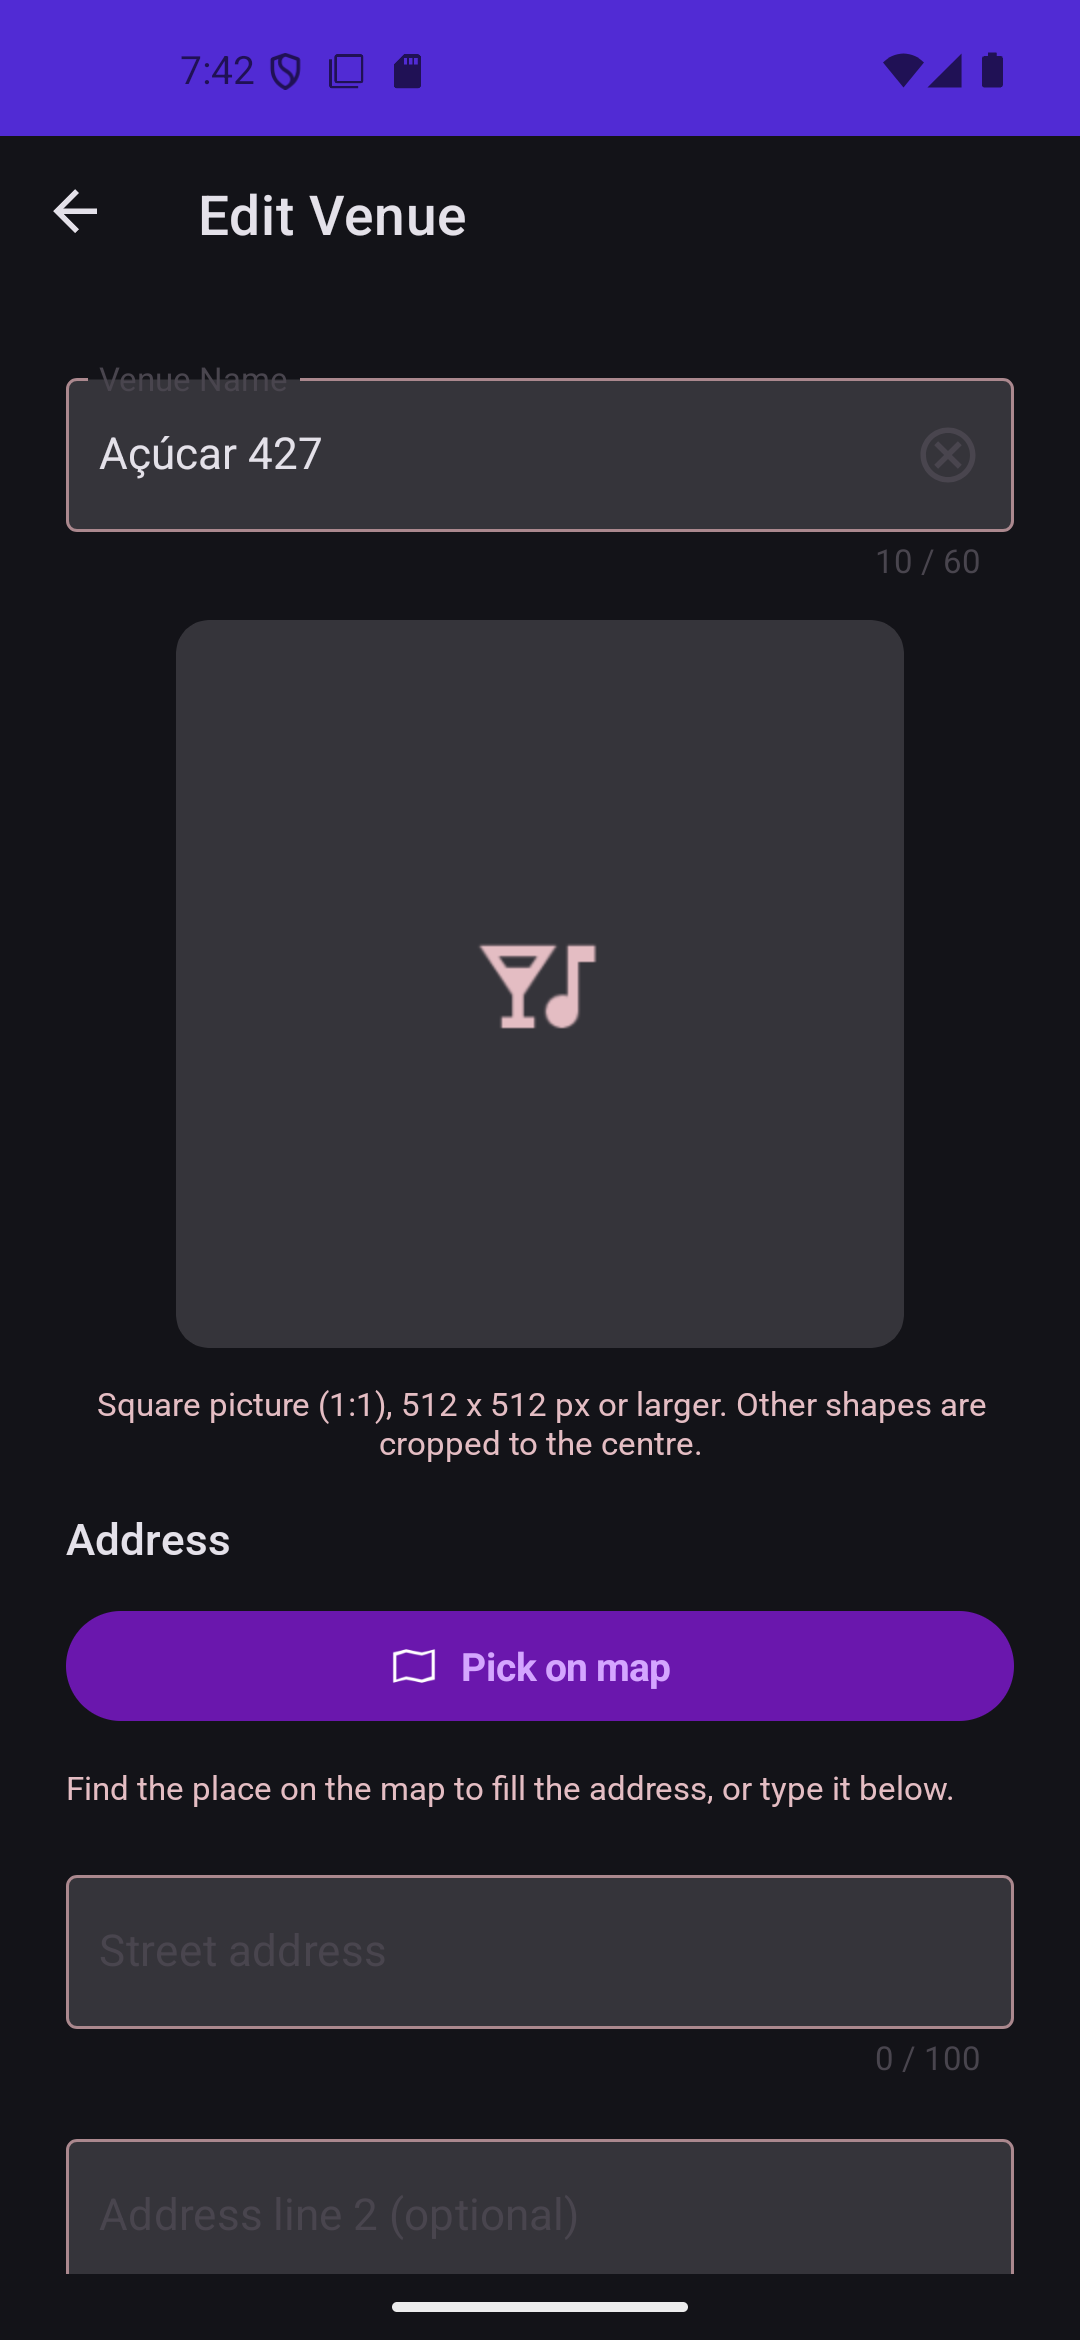 7:42
Edit Venue
Venue Name
Açúcar 427
10 / 60
Square picture (1:1), 512 x 512 px or larger. Other shapes are
cropped to the centre.
Address
Pick on map
Find the place on the map to fill the address, or type it below.
Street address
0 / 100
Address line 2 (optional)